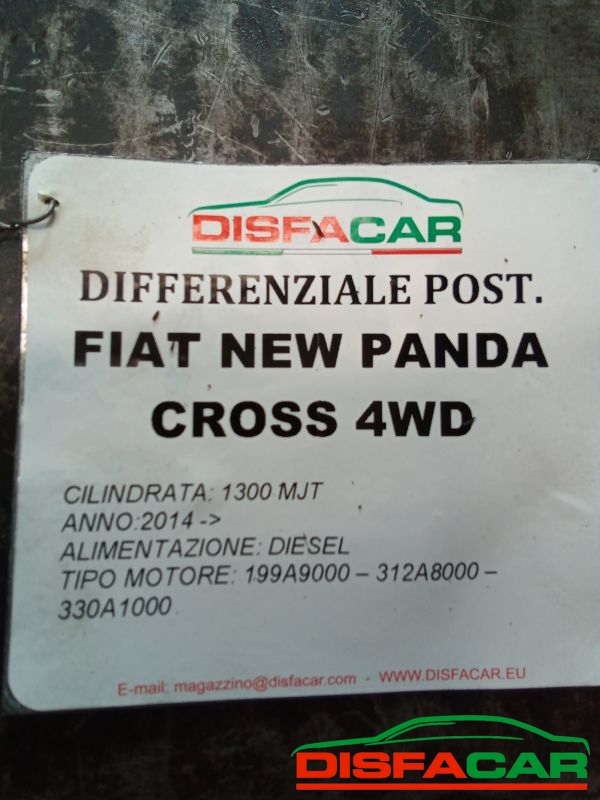 DISFACAR
DIFFERENZIALE POST.
FIAT NEW PANDA
CROSS 4WD
CILINDRATA: 1300 MJT
ANNO:2014 ->
ALIMENTAZIONE: DIESEL
TIPO MOTORE: 199A9000 – 312A8000 –
330A1000
E-mail: magazzino@disfacar.com - WWW.DISFACAR.EU
DISFACAR